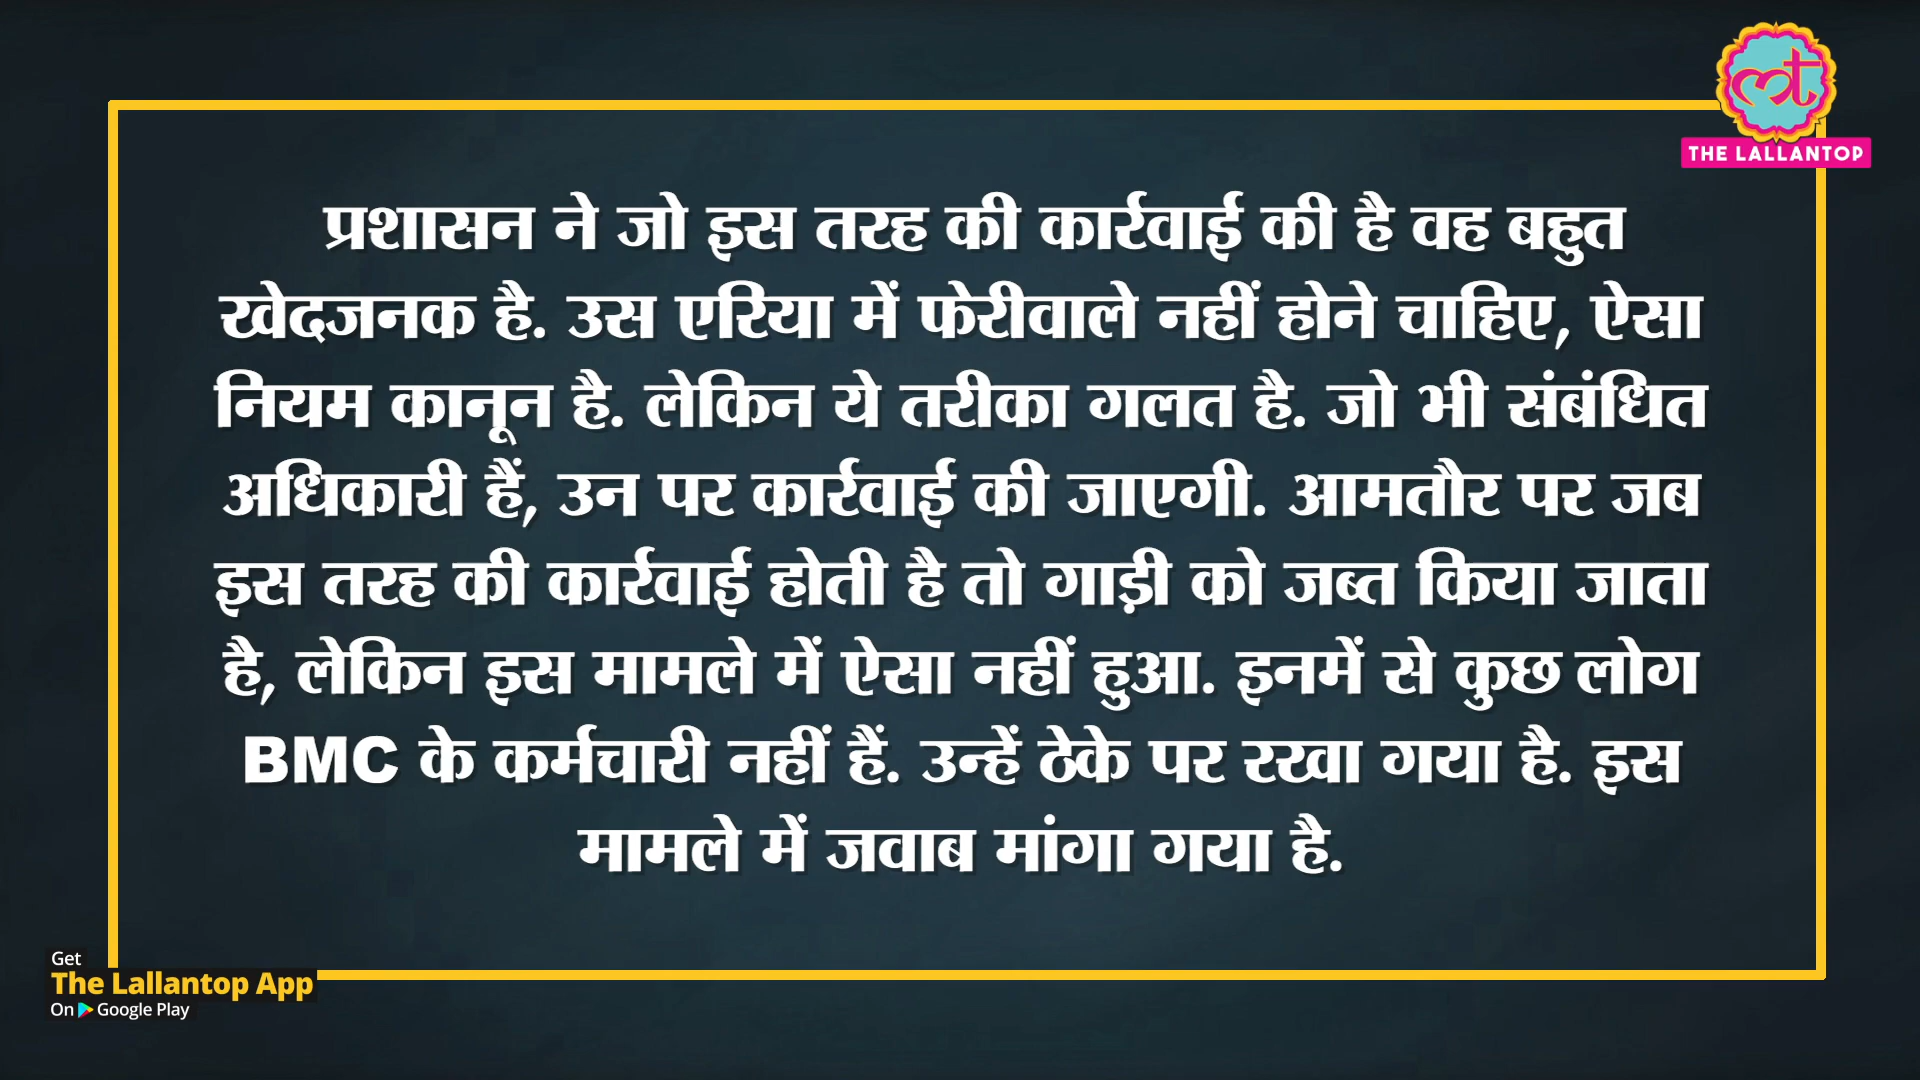 THE LALLANTOP
प्रशासन ने जो इस तरह की कार्रवाई की है वह बहुत
खेदजनक है. उस एरिया में फेरीवाले नहीं होने चाहिए, ऐसा
नियम कानून है. लेकिन ये तरीका गलत है. जो भी संबंधित
अधिकारी हैं, उन पर कार्रवाई की जाएगी. आमतौर पर जब
इस तरह की कार्रवाई होती है तो गाड़ी को जब्त किया जाता
है, लेकिन इस मामले में ऐसा नहीं हुआ. इनमें से कुछ लोग
BMC के कर्मचारी नहीं हैं. उन्हें ठेके पर रखा गया है. इस
मामले में जवाब मांगा गया है.
Get
The Lallantop App
On Google Play